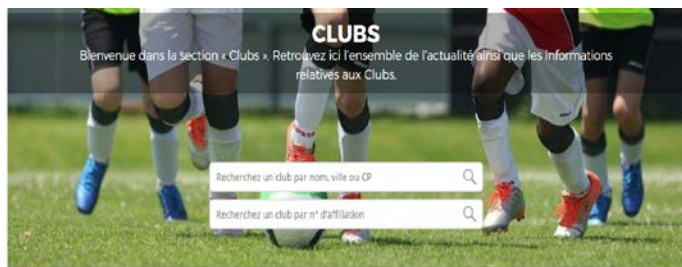 CLUBS
Bienvenue dans la section « Clubs ». Retrouvez ici l'ensemble de l'actualité ainsi que les informations
relatives aux Clubs.
Recherchez un club par nom, ville ou CP
Recherchez un club par n° d'affiliation